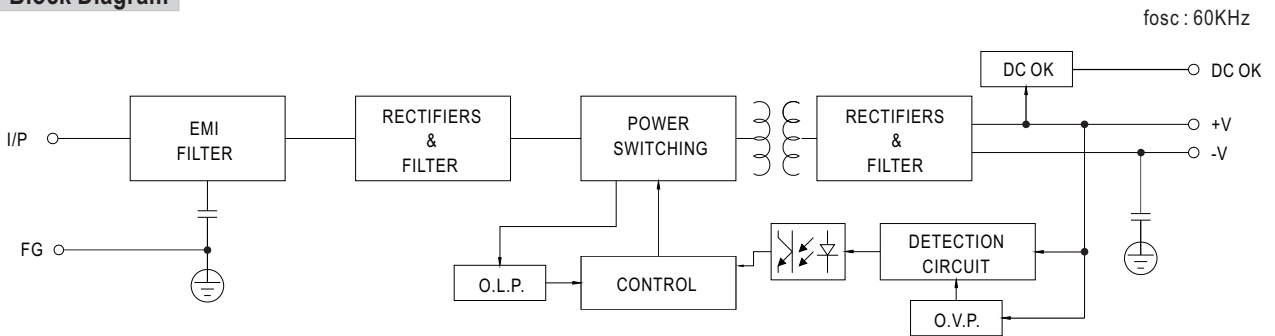 Block Diagram
fosc : 60KHz
DC OK
DC OK
I/P
EMI
FILTER
RECTIFIERS
&
FILTER
POWER
SWITCHING
RECTIFIERS
&
FILTER
+V
-V
FG
O.L.P.
CONTROL
DETECTION
CIRCUIT
O.V.P.